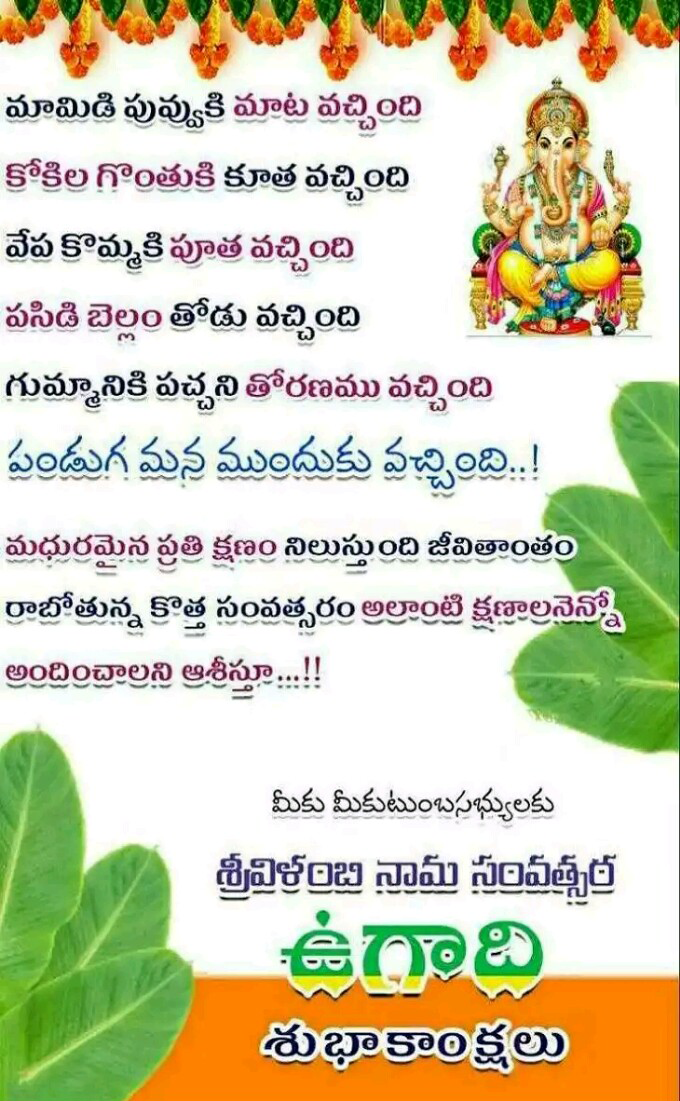 మామిడి పువ్వుకి మాట వచ్చింది
కోకిల గొంతుకి కూత వచ్చింది
వేప కొమ్మకి పూత వచ్చింది
పసిడి బెల్లం తోడు వచ్చింది
గుమ్మానికి పచ్చని తోరణము వచ్చింది
పండుగ మన ముందుకు వచ్చింది..!
మధురమైన ప్రతి క్షణం నిలుస్తుంది జీవితాంతం
రాబోతున్న కొత్త సంవత్సరం అలాంటి క్షణాలనెన్నో
అందించాలని ఆశీస్తూ...!!
మీకు మీకుటుంబసభ్యులకు
శ్రీవిళంబి నామ సంవత్సర
ఉగాది
శుభాకాంక్షలు